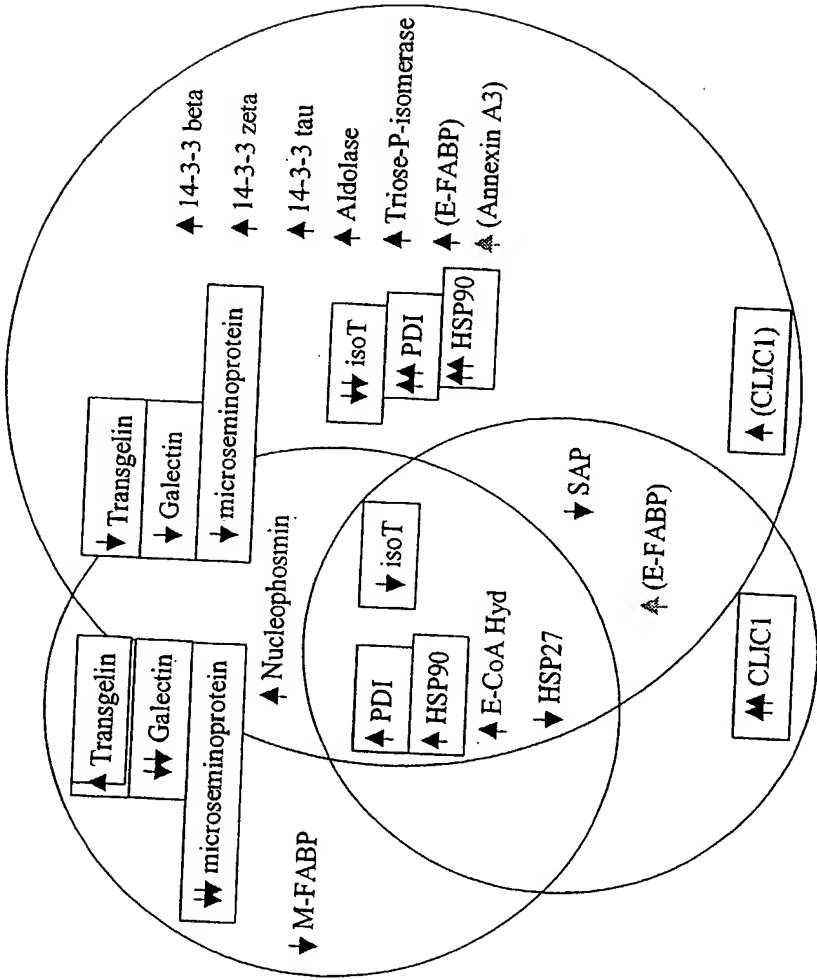 ↑ Transgelin
↓↓ Galectin
↓↓ microseminoprotein
↓ M-FABP
↓ Transgelin
↓ Galectin
↓ microseminoprotein
↑ Nucleophosmin
↑ 14-3-3 beta
↑ 14-3-3 zeta
↑ 14-3-3 tau
↑ Aldolase
↑ Triose-P-isomerase
↑ (E-FABP)
↑ (Annexin A3)
↓↓ isoT
↑↑ PDI
↑↑ HSP90
↑ PDI
↑ HSP90
↓ isoT
↑ E-CoA Hyd
↓ HSP27
↓ SAP
↑ (E-FABP)
↑↑ CLIC1
↑ (CLIC1)